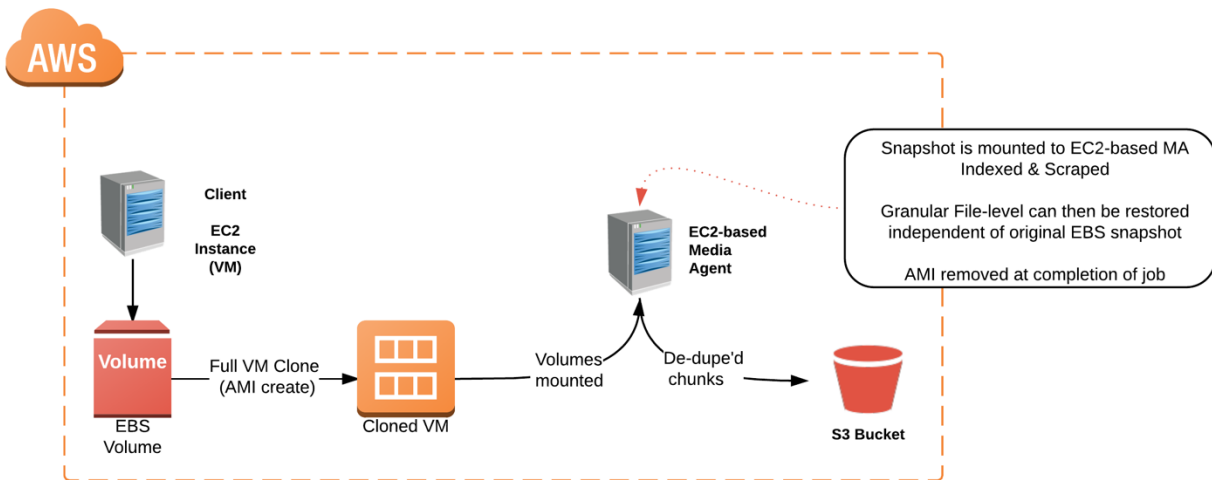 AWS
Client
EC2
Instance
(VM)
Volume
EBS
Volume
Full VM Clone
(AMI create)
Cloned VM
Volumes
mounted
EC2-based
Media
Agent
De-dupe'd
chunks
S3 Bucket
Snapshot is mounted to EC2-based MA
Indexed & Scraped
Granular File-level can then be restored
independent of original EBS snapshot
AMI removed at completion of job